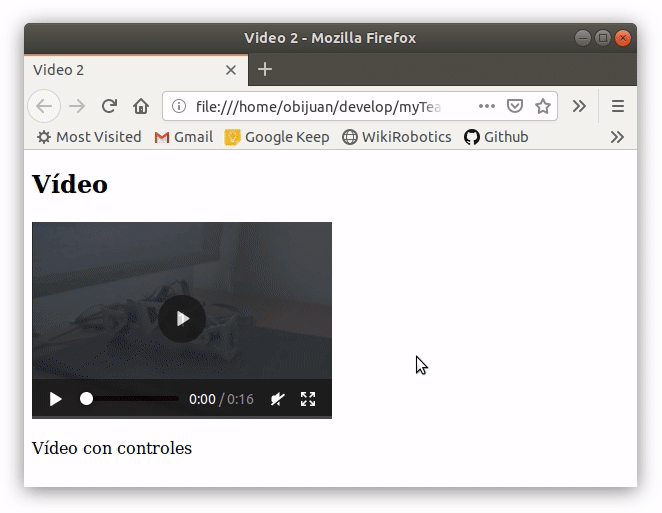 Video 2 - Mozilla Firefox
Video 2
file:///home/obijuan/develop/myTea
Most Visited Gmail Google Keep WikiRobotics Github
Vídeo
0:00 / 0:16
Vídeo con controles